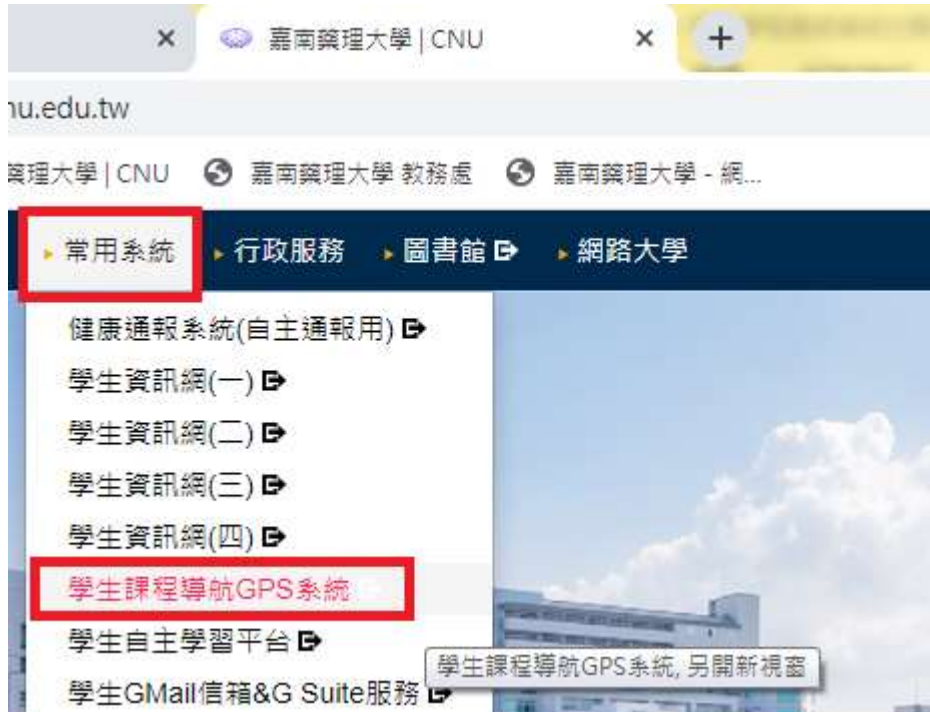 嘉南藥理大學 | CNU
nu.edu.tw
藥理大學 | CNU 嘉南藥理大學 教務處 嘉南藥理大學 - 網...
常用系統 行政服務 圖書館 網路大學
健康通報系統(自主通報用)
學生資訊網(一)
學生資訊網(二)
學生資訊網(三)
學生資訊網(四)
學生課程導航GPS系統
學生自主學習平台
學生課程導航GPS系統, 另開新視窗
學生GMail信箱&G Suite服務